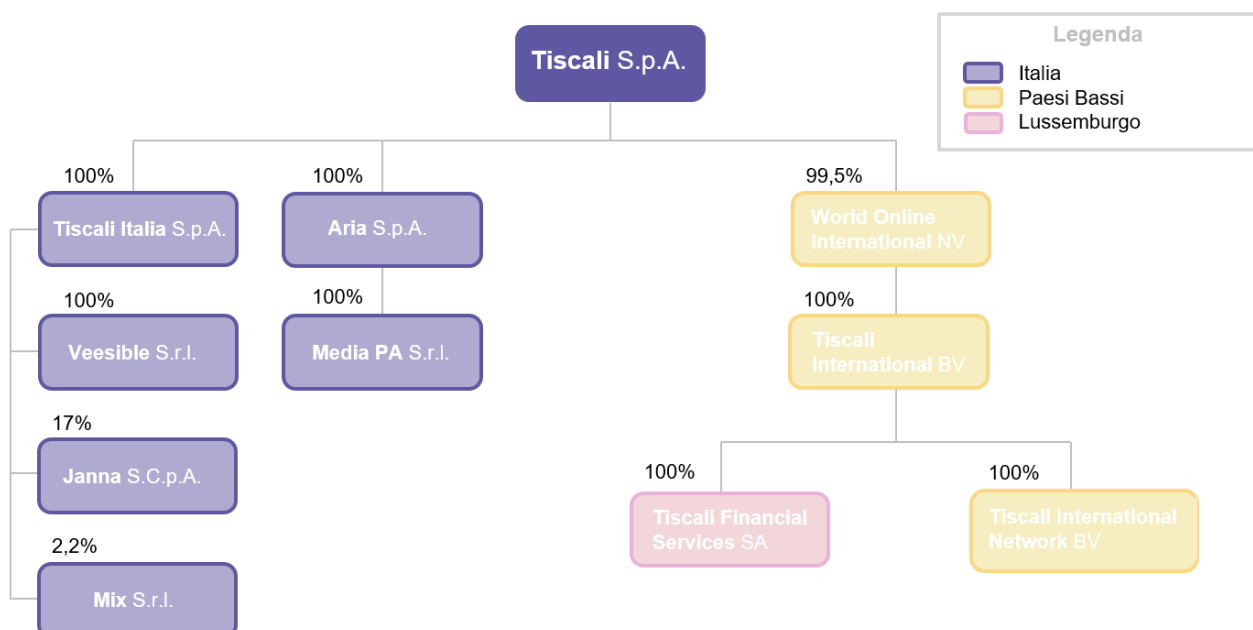 Tiscali S.p.A.
Legenda
Italia
Paesi Bassi
Lussemburgo
100%
Tiscali Italia S.p.A.
100%
Veesible S.r.l.
17%
Janna S.C.p.A.
2,2%
Mix S.r.l.
100%
Aria S.p.A.
100%
Media PA S.r.l.
99,5%
World Online
International NV
100%
Tiscali
International BV
100%
Tiscali Financial
Services SA
100%
Tiscali International
Network BV